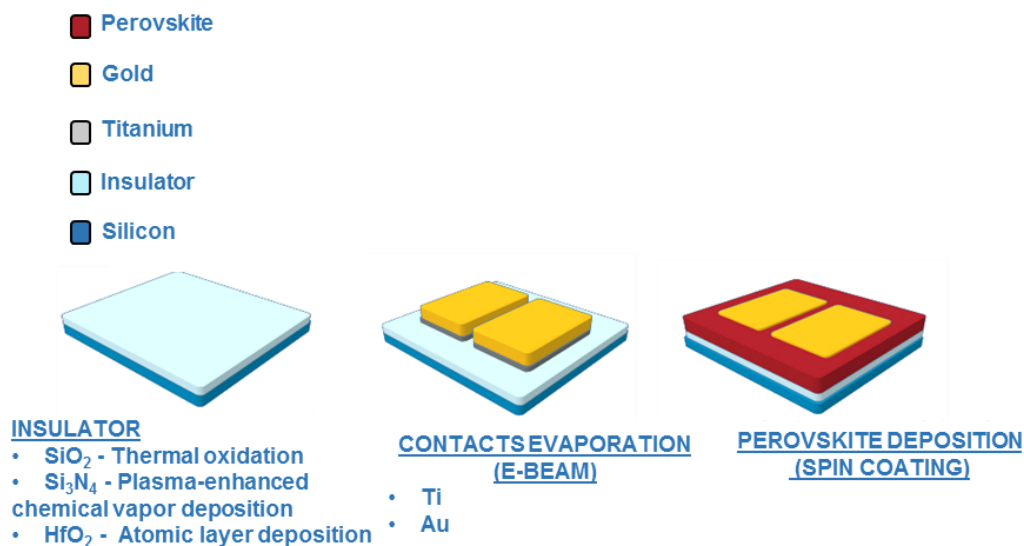 Perovskite
Gold
Titanium
Insulator
Silicon
INSULATOR
• SiO₂ - Thermal oxidation
• Si₃N₄ - Plasma-enhanced
chemical vapor deposition
• HfO₂ - Atomic layer deposition
CONTACTS EVAPORATION
(E-BEAM)
• Ti
• Au
PEROVSKITE DEPOSITION
(SPIN COATING)